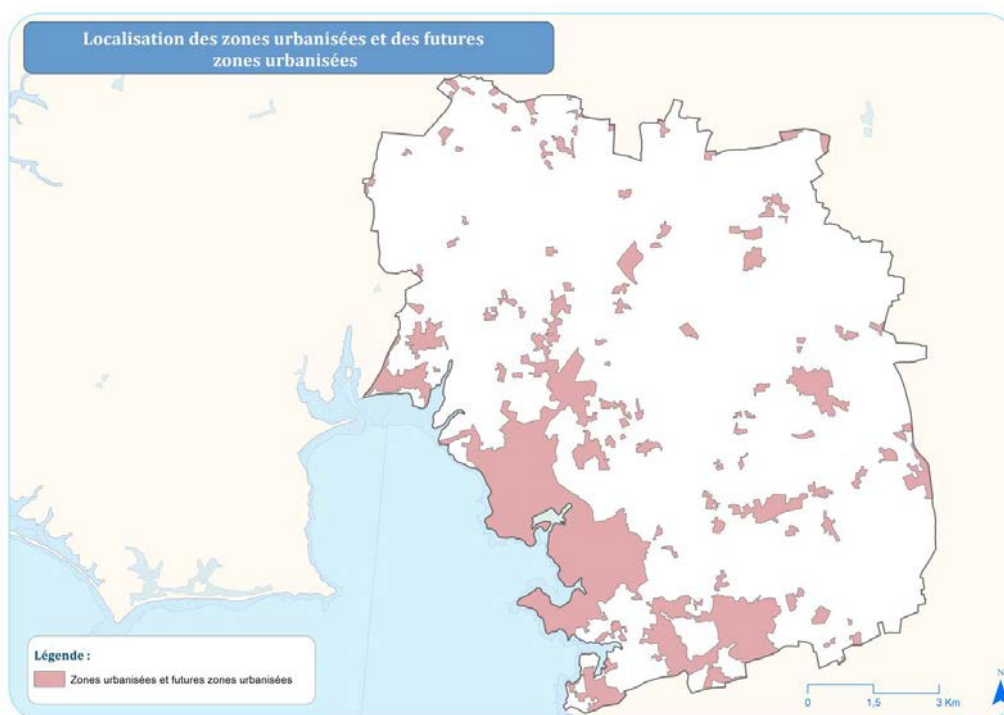 Localisation des zones urbanisées et des futures
zones urbanisées
Légende :
Zones urbanisées et futures zones urbanisées
N
0 1,5 3 Km